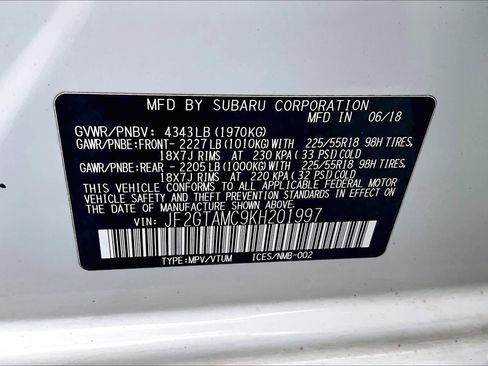 MFD BY SUBARU CORPORATION
MFD IN 06/18
GVWR/PNBV: 4343LB(1970KG)
GAWR/PNBE:FRONT-2227LB(1010KG)WITH 225/55R18 98H TIRES,
18X7J RIMS AT 230 KPA(33 PSI)COLD
GAWR/PNBE:REAR - 2205LB(1000KG)WITH 225/55R18 98H TIRES,
18X7J RIMS AT 220 KPA(32 PSI)COLD
THIS VEHICLE CONFORMS TO ALL APPLICABLE FEDERAL MOTOR
VEHICLE SAFETY AND THEFT PREVENTION STANDARDS IN EFFECT
ON THE DATE OF MANUFACTURE SHOWN ABOVE.
VIN: JF2GTAMC9KH201997
TYPE:MPV/VTUM ICES/NMB-002